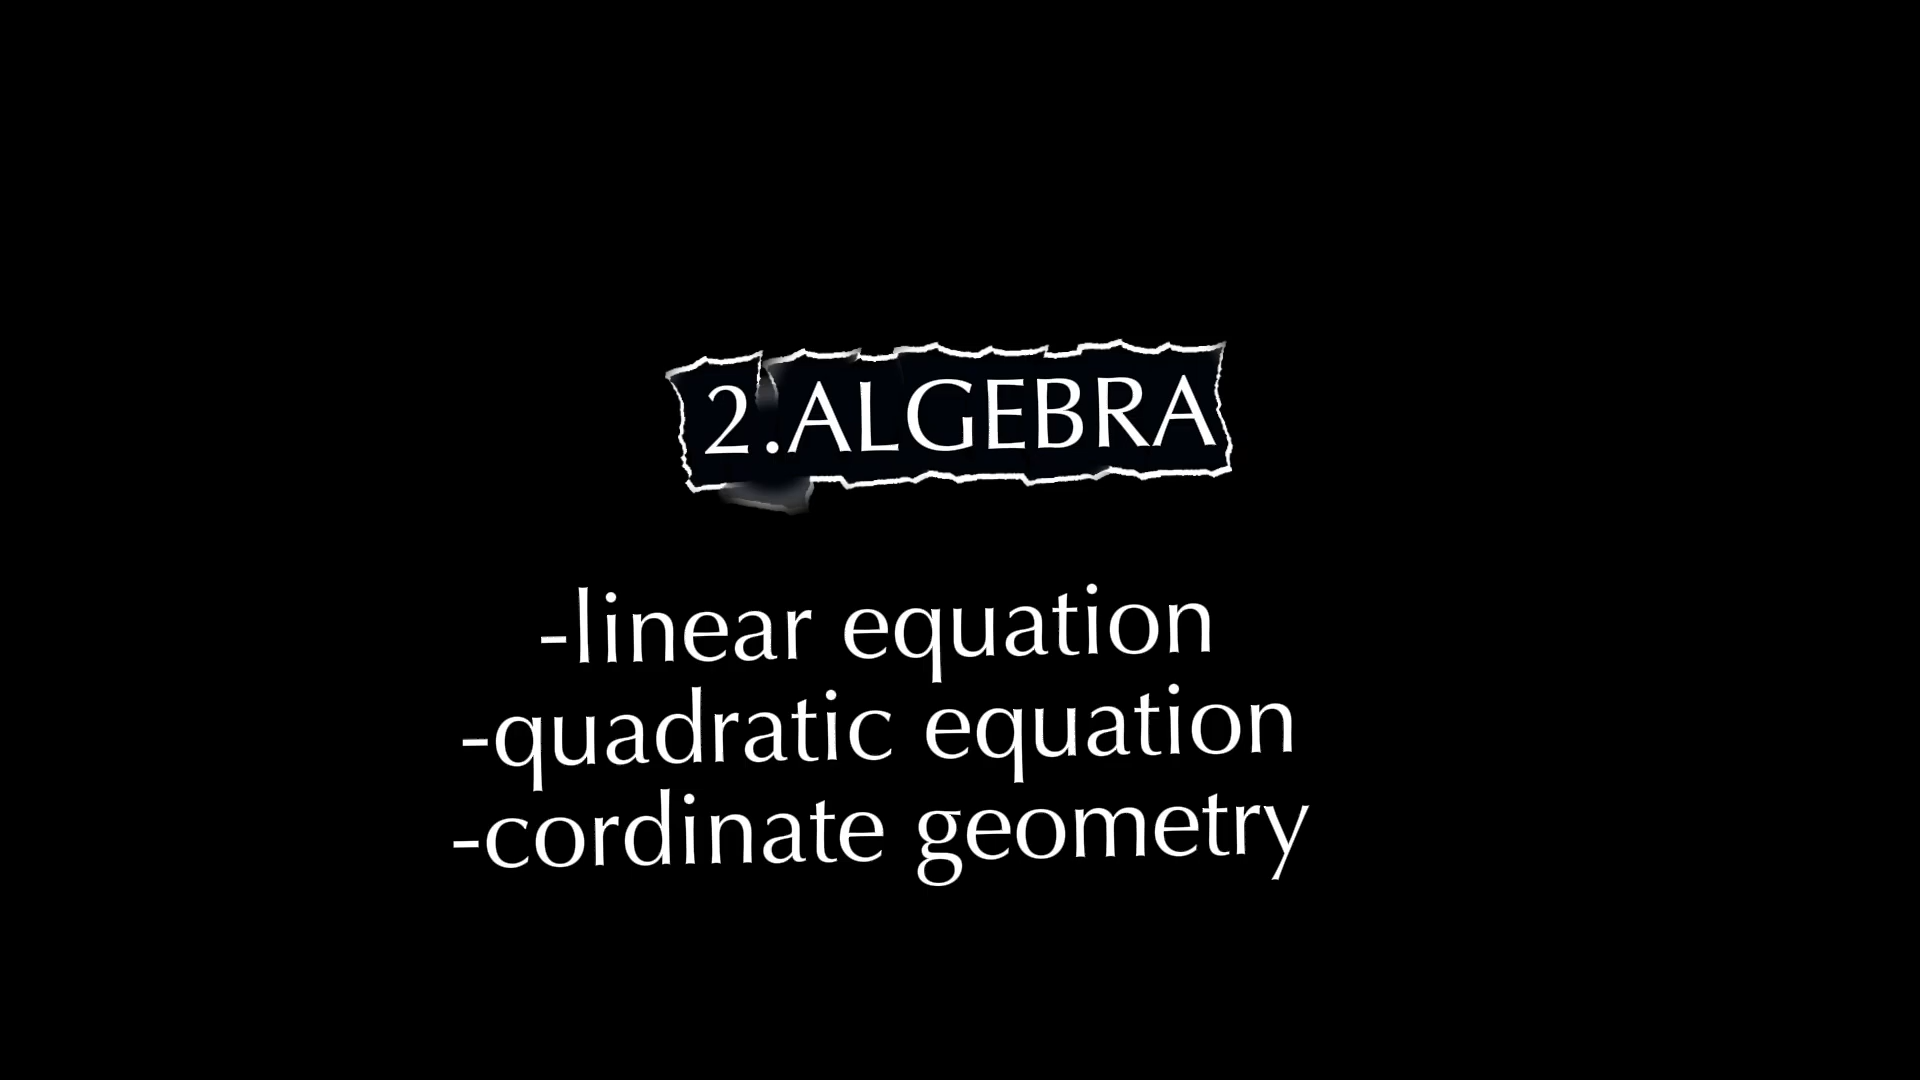 2.ALGEBRA
-linear equation
-quadratic equation
-cordinate geometry